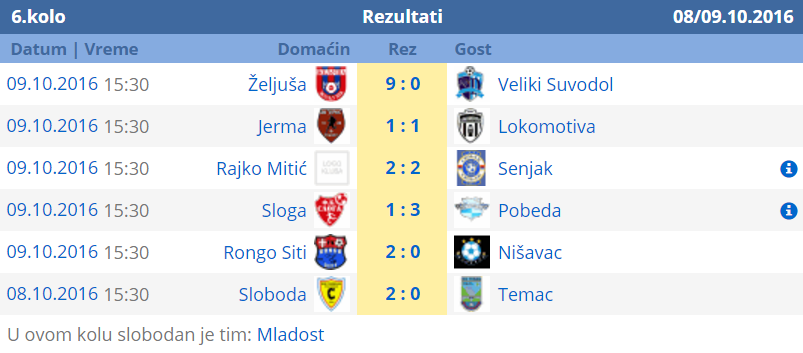 6.kolo Rezultati 08/09.10.2016
Datum | Vreme Domaćin Rez Gost
09.10.2016 15:30 Željuša 9 : 0 Veliki Suvodol
09.10.2016 15:30 Jerma 1 : 1 Lokomotiva
09.10.2016 15:30 Rajko Mitić 2 : 2 Senjak
09.10.2016 15:30 Sloga 1 : 3 Pobeda
09.10.2016 15:30 Rongo Siti 2 : 0 Nišavac
08.10.2016 15:30 Sloboda 2 : 0 Temac
U ovom kolu slobodan je tim: Mladost